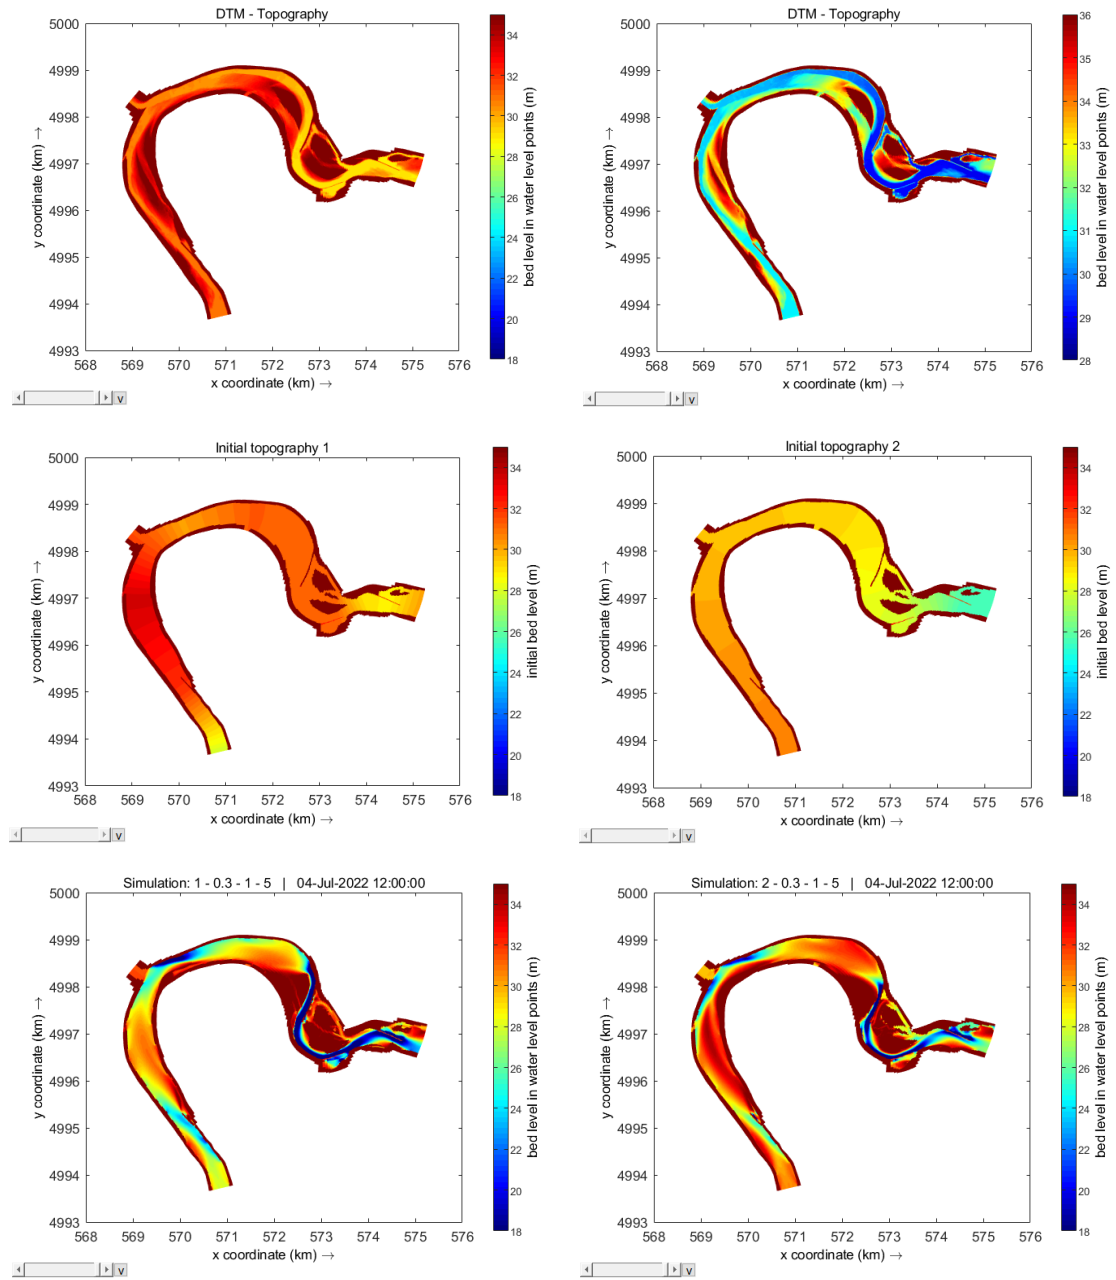 DTM - Topography
5000
4999
4998
4997
4996
4995
4994
4993
568 569 570 571 572 573 574 575 576
x coordinate (km) →
y coordinate (km) →
34
32
30
28
26
24
22
20
18
bed level in water level points (m)
v
DTM - Topography
5000
4999
4998
4997
4996
4995
4994
4993
568 569 570 571 572 573 574 575 576
x coordinate (km) →
y coordinate (km) →
36
35
34
33
32
31
30
29
28
bed level in water level points (m)
v
Initial topography 1
5000
4999
4998
4997
4996
4995
4994
4993
568 569 570 571 572 573 574 575 576
x coordinate (km) →
y coordinate (km) →
34
32
30
28
26
24
22
20
18
initial bed level (m)
v
Initial topography 2
5000
4999
4998
4997
4996
4995
4994
4993
568 569 570 571 572 573 574 575 576
x coordinate (km) →
y coordinate (km) →
34
32
30
28
26
24
22
20
18
initial bed level (m)
v
Simulation: 1 - 0.3 - 1 - 5 | 04-Jul-2022 12:00:00
5000
4999
4998
4997
4996
4995
4994
4993
568 569 570 571 572 573 574 575 576
x coordinate (km) →
y coordinate (km) →
34
32
30
28
26
24
22
20
18
bed level in water level points (m)
v
Simulation: 2 - 0.3 - 1 - 5 | 04-Jul-2022 12:00:00
5000
4999
4998
4997
4996
4995
4994
4993
568 569 570 571 572 573 574 575 576
x coordinate (km) →
y coordinate (km) →
34
32
30
28
26
24
22
20
18
bed level in water level points (m)
v